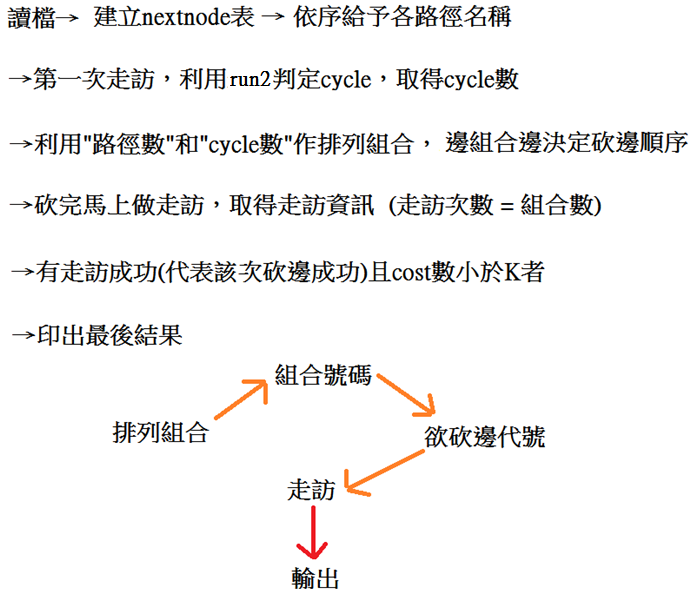 讀檔→ 建立nextnode表 → 依序給予各路徑名稱
→第一次走訪，利用run2判定cycle，取得cycle數
→利用"路徑數"和"cycle數"作排列組合， 邊組合邊決定砍邊順序
→砍完馬上做走訪，取得走訪資訊 (走訪次數 = 組合數)
→有走訪成功(代表該次砍邊成功)且cost數小於K者
→印出最後結果
組合號碼
排列組合
欲砍邊代號
走訪
輸出